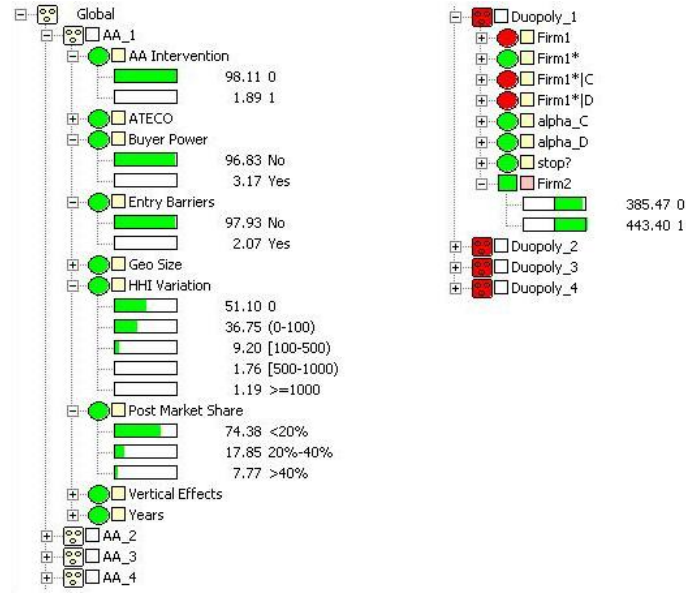 Global
AA_1
AA Intervention
98.11 0
1.89 1
ATECO
Buyer Power
96.83 No
3.17 Yes
Entry Barriers
97.93 No
2.07 Yes
Geo Size
HHI Variation
51.10 0
36.75 (0-100)
9.20 [100-500)
1.76 [500-1000)
1.19 >=1000
Post Market Share
74.38 <20%
17.85 20%-40%
7.77 >40%
Vertical Effects
Years
AA_2
AA_3
AA_4
Duopoly_1
Firm1
Firm1*
Firm1*|C
Firm1*|D
alpha_C
alpha_D
stop?
Firm2
385.47 0
443.40 1
Duopoly_2
Duopoly_3
Duopoly_4